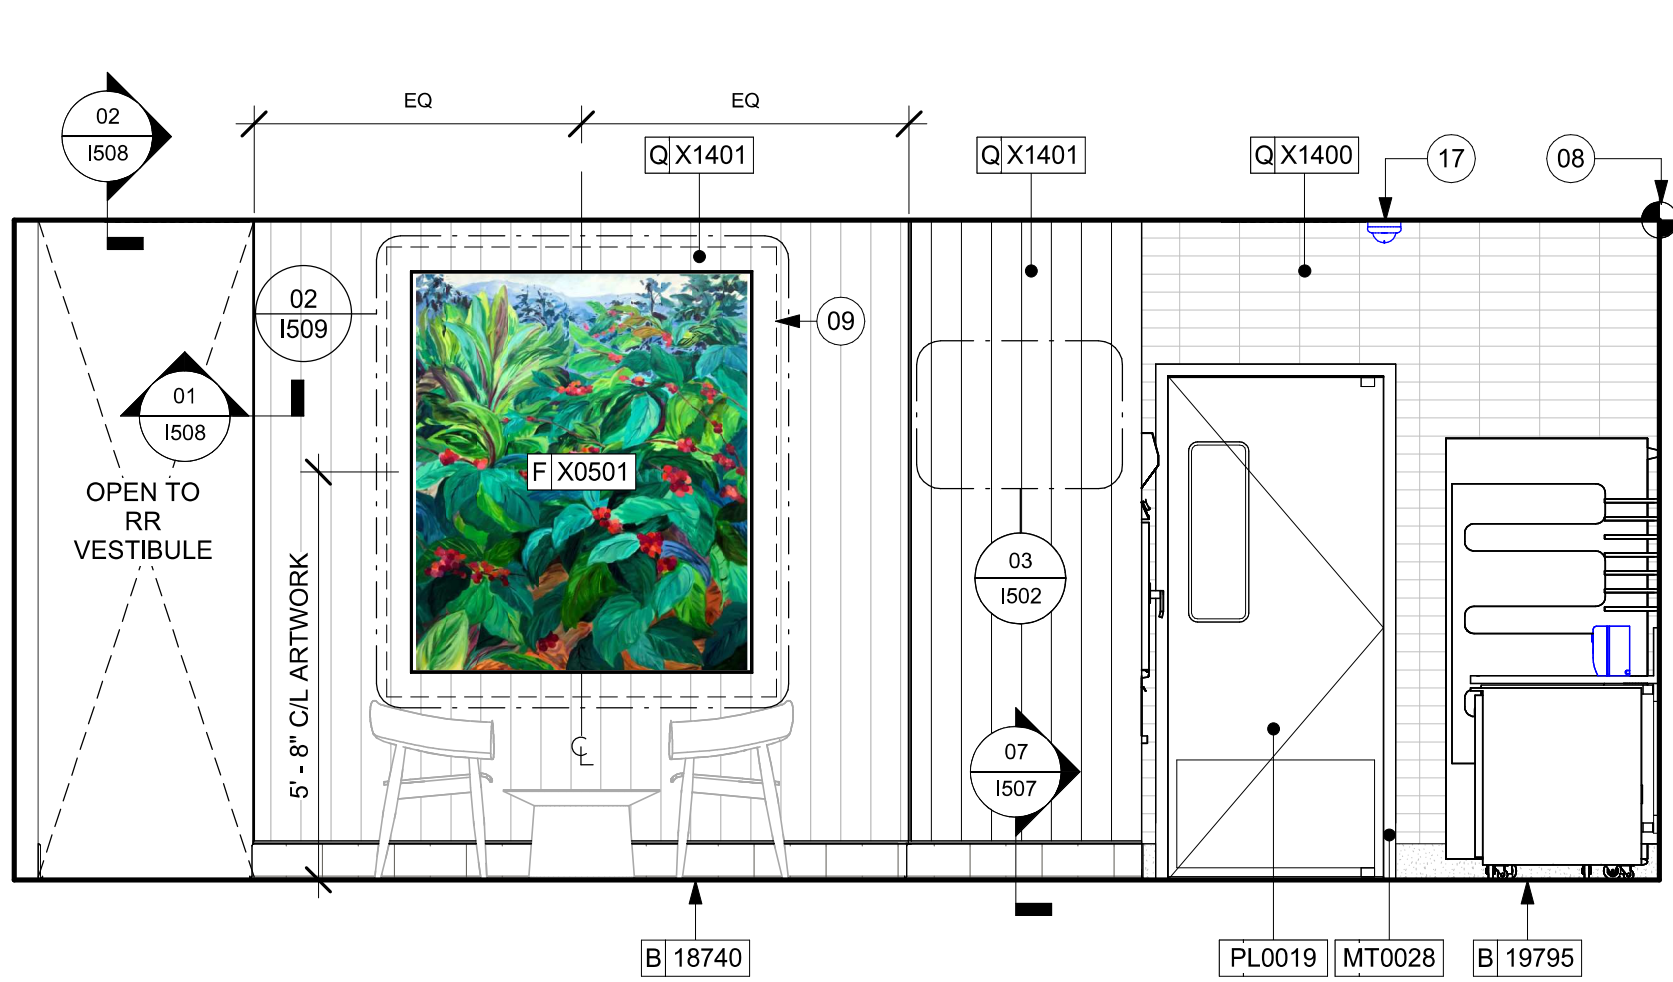 EQ
EQ
02
I508
Q X1401
Q X1401
Q X1400
17
08
02
I509
09
01
I508
F X0501
OPEN TO
RR
VESTIBULE
5' - 8" C/L ARTWORK
03
I502
CL
07
I507
B 18740
PL0019
MT0028
B 19795